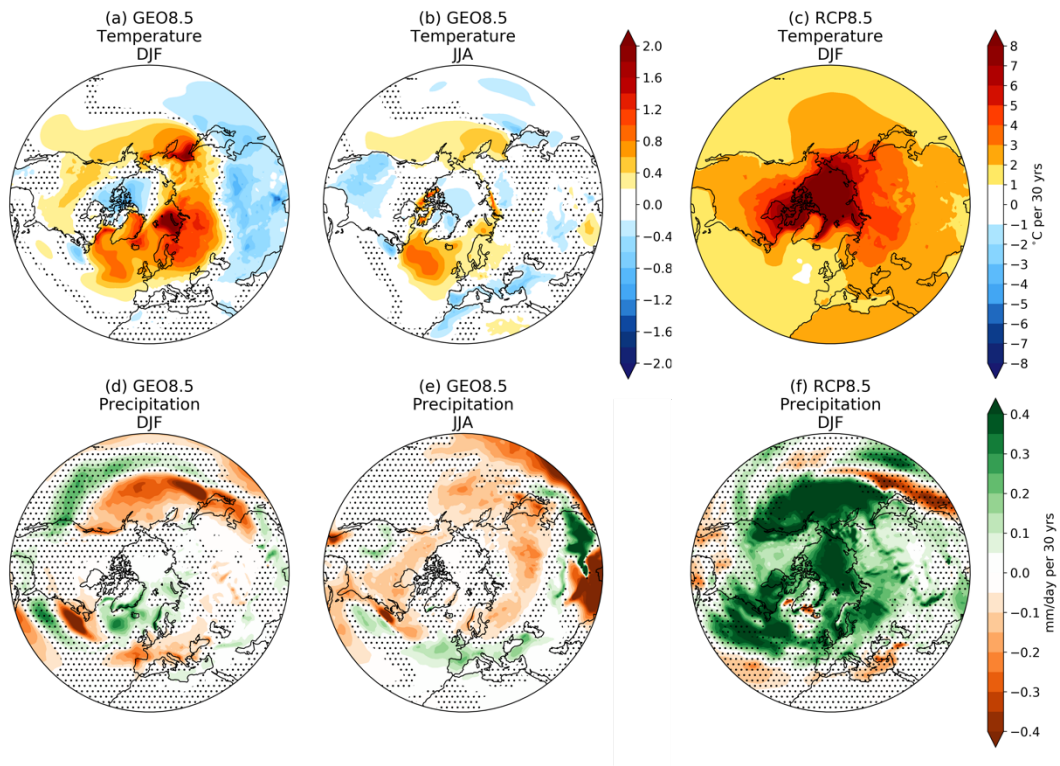 (a) GEO8.5
Temperature
DJF
(b) GEO8.5
Temperature
JJA
(c) RCP8.5
Temperature
DJF
2.0
1.6
1.2
0.8
0.4
0.0
−0.4
−0.8
−1.2
−1.6
−2.0
8
7
6
5
4
3
2
1
0
−1
−2
−3
−4
−5
−6
−7
−8
°C per 30 yrs
(d) GEO8.5
Precipitation
DJF
(e) GEO8.5
Precipitation
JJA
(f) RCP8.5
Precipitation
DJF
0.4
0.3
0.2
0.1
0.0
−0.1
−0.2
−0.3
−0.4
mm/day per 30 yrs